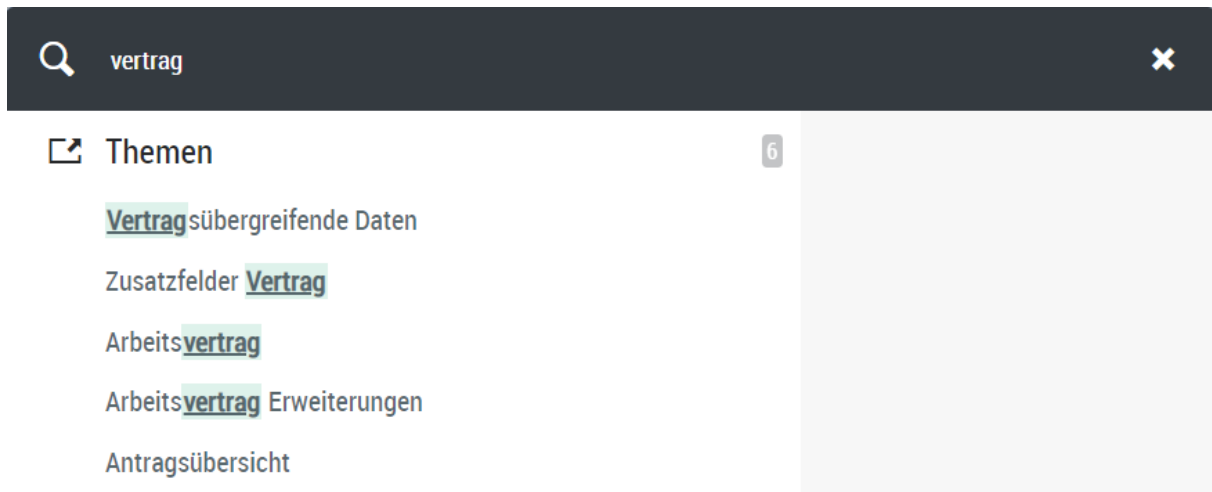 vertrag
Themen 6
Vertragsübergreifende Daten
Zusatzfelder Vertrag
Arbeitsvertrag
Arbeitsvertrag Erweiterungen
Antragsübersicht